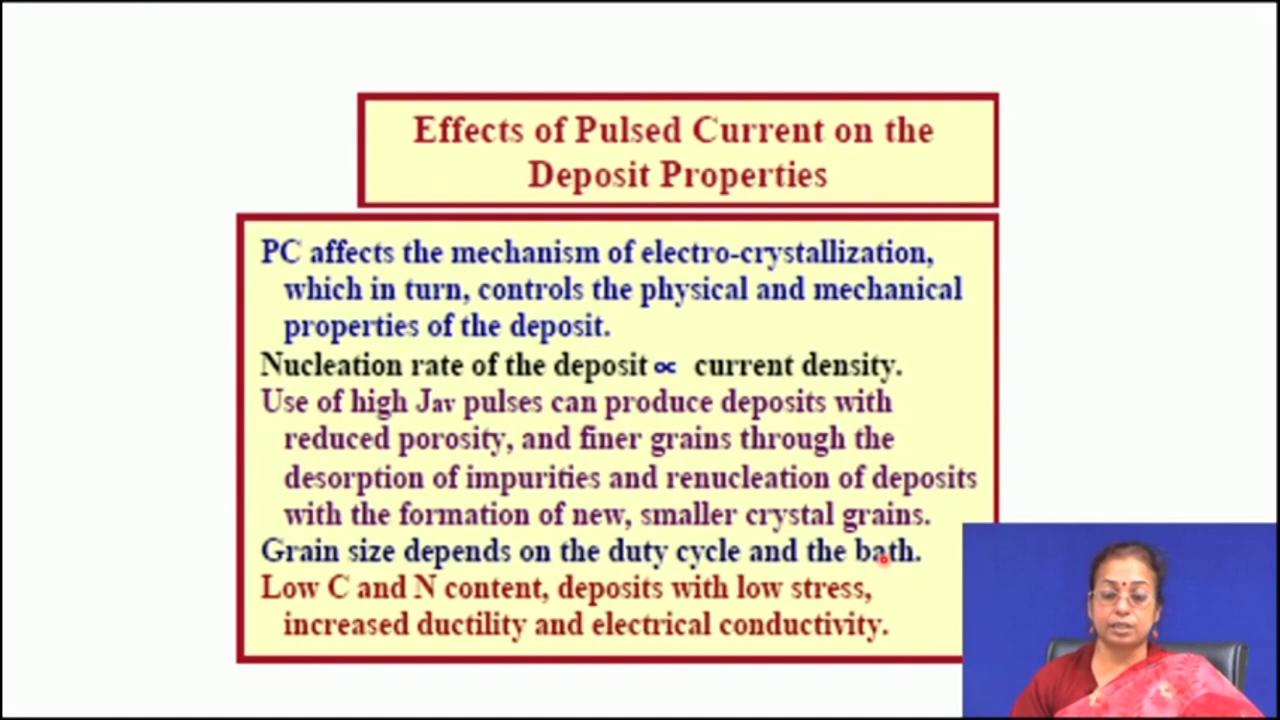 Effects of Pulsed Current on the
Deposit Properties
PC affects the mechanism of electro-crystallization,
which in turn, controls the physical and mechanical
properties of the deposit.
Nucleation rate of the deposit ∝ current density.
Use of high Jav pulses can produce deposits with
reduced porosity, and finer grains through the
desorption of impurities and renucleation of deposits
with the formation of new, smaller crystal grains.
Grain size depends on the duty cycle and the bath.
Low C and N content, deposits with low stress,
increased ductility and electrical conductivity.